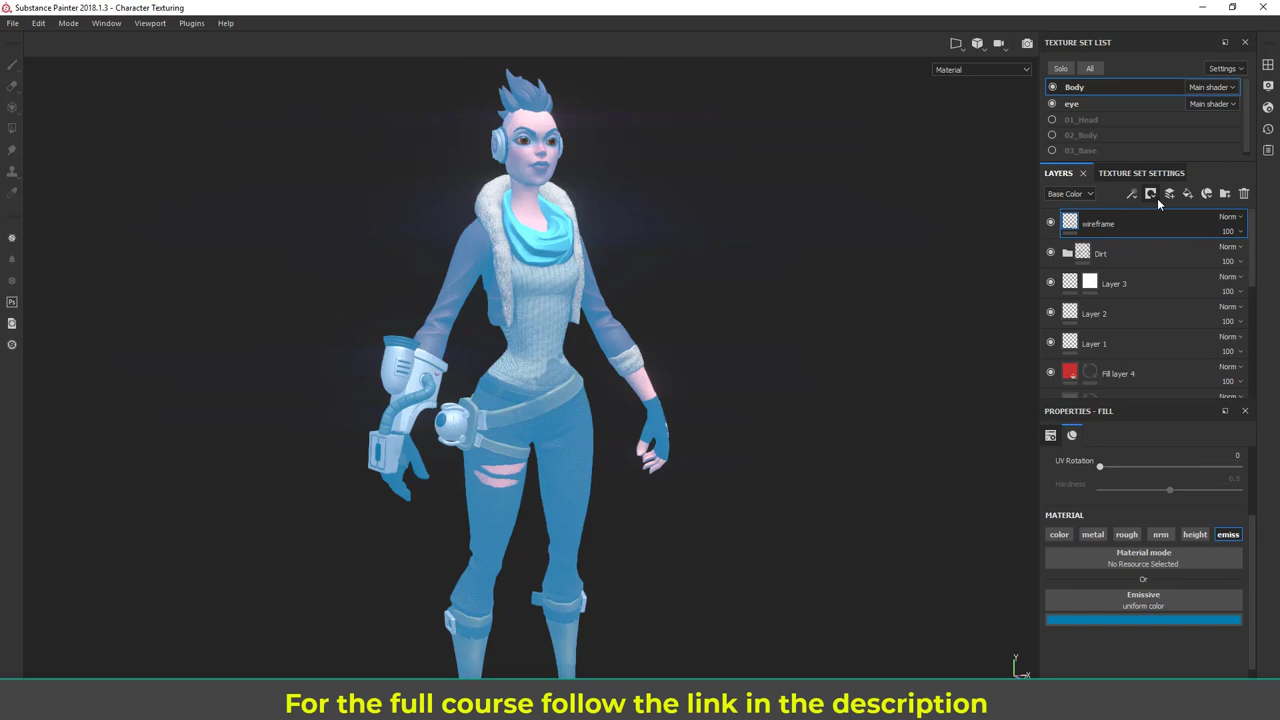 Substance Painter 2018.1.3 - Character Texturing
File Edit Mode Window Viewport Plugins Help
Material
TEXTURE SET LIST
Solo All Settings
Body Main shader
eye Main shader
01_Head
02_Body
03_Base
LAYERS TEXTURE SET SETTINGS
Base Color
Norm
wireframe
100
Norm
Dirt
100
Norm
Layer 3
100
Norm
Layer 2
100
Norm
Layer 1
100
Norm
Fill layer 4
100
PROPERTIES - FILL
UV Rotation 0
Hardness 0.5
MATERIAL
color metal rough nrm height emiss
Material mode
No Resource Selected
Or
Emissive
uniform color
Y
X
Ps
For the full course follow the link in the description